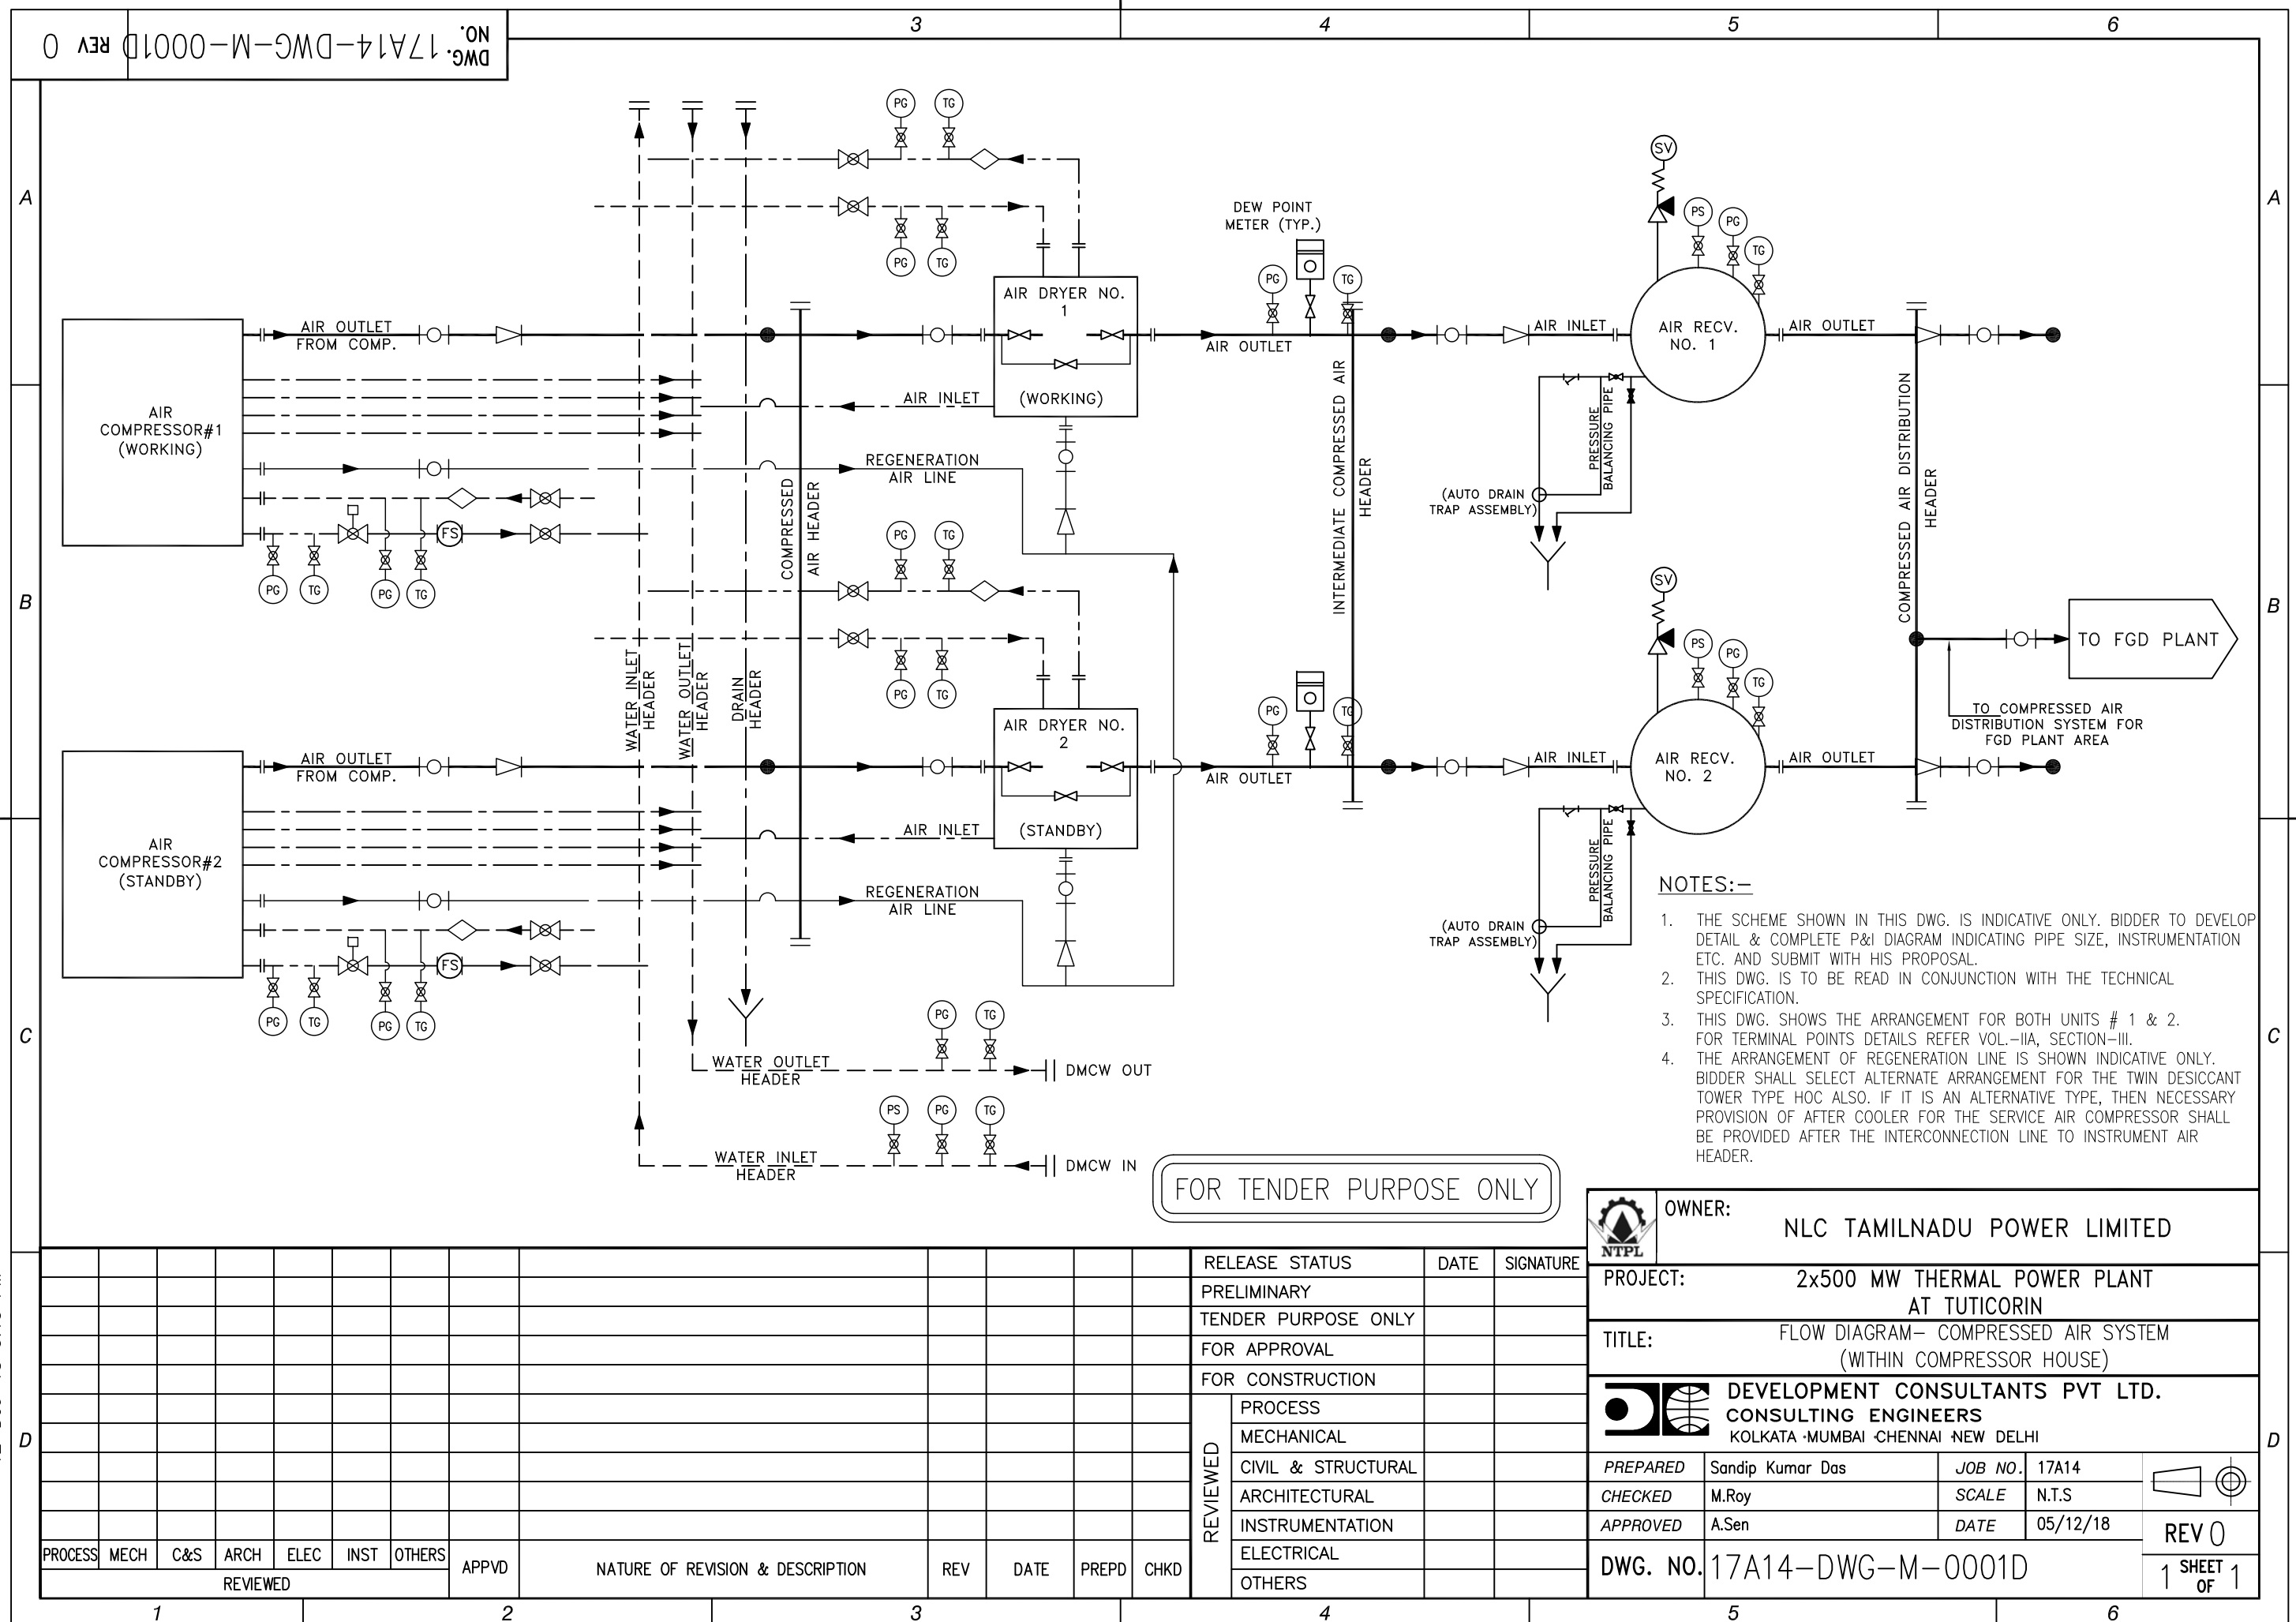 DWG. NO. 17A14-DWG-M-0001D REV 0
3 4 5 6
A A
B B
C C
D D
PG TG
PG TG
AIR COMPRESSOR#1
(WORKING)
AIR OUTLET
FROM COMP.
PG TG PG TG
FS
AIR DRYER NO.
1
(WORKING)
AIR INLET
REGENERATION
AIR LINE
COMPRESSED
AIR HEADER
DEW POINT
METER (TYP.)
PG TG
AIR OUTLET
INTERMEDIATE COMPRESSED AIR
HEADER
SV
PS
PG
TG
AIR INLET
AIR RECV.
NO. 1
AIR OUTLET
PRESSURE
BALANCING PIPE
(AUTO DRAIN
TRAP ASSEMBLY)
COMPRESSED AIR DISTRIBUTION
HEADER
TO FGD PLANT
TO COMPRESSED AIR
DISTRIBUTION SYSTEM FOR
FGD PLANT AREA
PG TG
PG TG
WATER INLET
HEADER
WATER OUTLET
HEADER
DRAIN
HEADER
AIR
COMPRESSOR#2
(STANDBY)
AIR OUTLET
FROM COMP.
PG TG PG TG
FS
AIR DRYER NO.
2
(STANDBY)
AIR INLET
REGENERATION
AIR LINE
PG TG
AIR OUTLET
SV
PS
PG
TG
AIR INLET
AIR RECV.
NO. 2
AIR OUTLET
PRESSURE
BALANCING PIPE
(AUTO DRAIN
TRAP ASSEMBLY)
PG TG
WATER OUTLET
HEADER
DMCW OUT
PS PG TG
WATER INLET
HEADER
DMCW IN
NOTES:-
1. THE SCHEME SHOWN IN THIS DWG. IS INDICATIVE ONLY. BIDDER TO DEVELOP
DETAIL & COMPLETE P&I DIAGRAM INDICATING PIPE SIZE, INSTRUMENTATION
ETC. AND SUBMIT WITH HIS PROPOSAL.
2. THIS DWG. IS TO BE READ IN CONJUNCTION WITH THE TECHNICAL
SPECIFICATION.
3. THIS DWG. SHOWS THE ARRANGEMENT FOR BOTH UNITS # 1 & 2.
FOR TERMINAL POINTS DETAILS REFER VOL.-IIA, SECTION-III.
4. THE ARRANGEMENT OF REGENERATION LINE IS SHOWN INDICATIVE ONLY.
BIDDER SHALL SELECT ALTERNATE ARRANGEMENT FOR THE TWIN DESICCANT
TOWER TYPE HOC ALSO. IF IT IS AN ALTERNATIVE TYPE, THEN NECESSARY
PROVISION OF AFTER COOLER FOR THE SERVICE AIR COMPRESSOR SHALL
BE PROVIDED AFTER THE INTERCONNECTION LINE TO INSTRUMENT AIR
HEADER.
FOR TENDER PURPOSE ONLY
NTPL
OWNER:
NLC TAMILNADU POWER LIMITED
PROJECT: 2x500 MW THERMAL POWER PLANT
AT TUTICORIN
TITLE: FLOW DIAGRAM- COMPRESSED AIR SYSTEM
(WITHIN COMPRESSOR HOUSE)
DEVELOPMENT CONSULTANTS PVT LTD.
CONSULTING ENGINEERS
KOLKATA ·MUMBAI ·CHENNAI ·NEW DELHI
PREPARED Sandip Kumar Das JOB NO. 17A14
CHECKED M.Roy SCALE N.T.S
APPROVED A.Sen DATE 05/12/18
REV 0
DWG. NO. 17A14-DWG-M-0001D
1 SHEET OF 1
RELEASE STATUS DATE SIGNATURE
PRELIMINARY
TENDER PURPOSE ONLY
FOR APPROVAL
FOR CONSTRUCTION
REVIEWED
PROCESS
MECHANICAL
CIVIL & STRUCTURAL
ARCHITECTURAL
INSTRUMENTATION
ELECTRICAL
OTHERS
PROCESS MECH C&S ARCH ELEC INST OTHERS
REVIEWED
APPVD NATURE OF REVISION & DESCRIPTION REV DATE PREPD CHKD
1 2 3 4 5 6